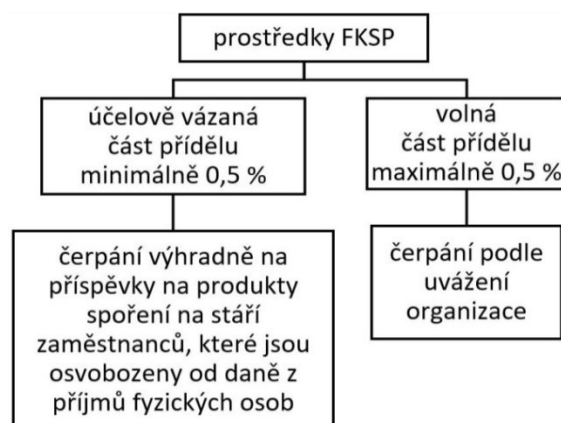 prostředky FKSP
účelově vázaná
část přídělu
minimálně 0,5 %
volná
část přídělu
maximálně 0,5 %
čerpání výhradně na
příspěvky na produkty
spoření na stáří
zaměstnanců, které jsou
osvobozeny od daně z
příjmů fyzických osob
čerpání podle
uvážení
organizace